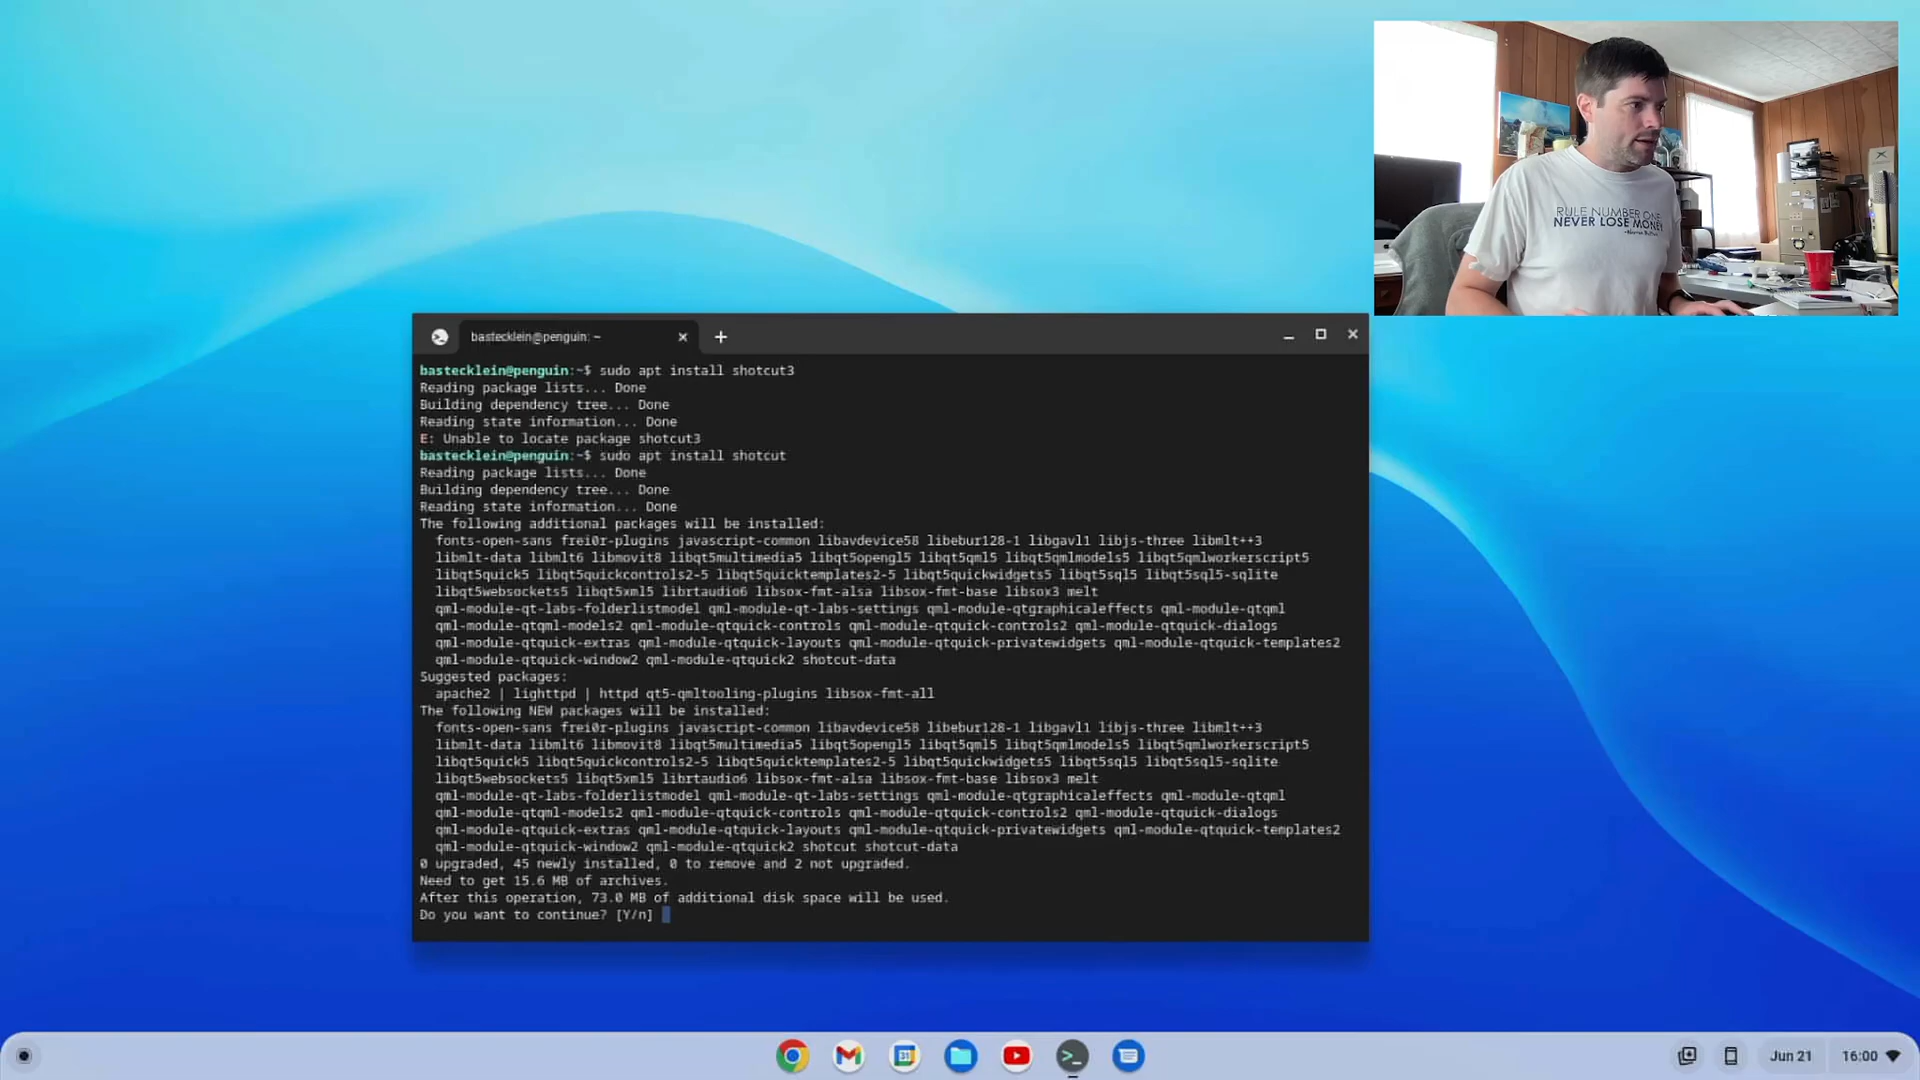 RULE NUMBER ONE
NEVER LOSE MONEY
bastecklein@penguin: ~
bastecklein@penguin:~$ sudo apt install shotcut3
Reading package lists... Done
Building dependency tree... Done
Reading state information... Done
E: Unable to locate package shotcut3
bastecklein@penguin:~$ sudo apt install shotcut
Reading package lists... Done
Building dependency tree... Done
Reading state information... Done
The following additional packages will be installed:
fonts-open-sans frei0r-plugins javascript-common libavdevice58 libebur128-1 libgavl1 libjs-three libmlt++3
libmlt-data libmlt6 libmovit8 libqt5multimedia5 libqt5opengl5 libqt5qml5 libqt5qmlmodels5 libqt5qmlworkerscript5
libqt5quick5 libqt5quickcontrols2-5 libqt5quicktemplates2-5 libqt5quickwidgets5 libqt5sql5 libqt5sql5-sqlite
libqt5websockets5 libqt5xml5 librtaudio6 libsox-fmt-alsa libsox-fmt-base libsox3 melt
qml-module-qt-labs-folderlistmodel qml-module-qt-labs-settings qml-module-qtgraphicaleffects qml-module-qtqml
qml-module-qtqml-models2 qml-module-qtquick-controls qml-module-qtquick-controls2 qml-module-qtquick-dialogs
qml-module-qtquick-extras qml-module-qtquick-layouts qml-module-qtquick-privatewidgets qml-module-qtquick-templates2
qml-module-qtquick-window2 qml-module-qtquick2 shotcut-data
Suggested packages:
apache2 | lighttpd | httpd qt5-qmltooling-plugins libsox-fmt-all
The following NEW packages will be installed:
fonts-open-sans frei0r-plugins javascript-common libavdevice58 libebur128-1 libgavl1 libjs-three libmlt++3
libmlt-data libmlt6 libmovit8 libqt5multimedia5 libqt5opengl5 libqt5qml5 libqt5qmlmodels5 libqt5qmlworkerscript5
libqt5quick5 libqt5quickcontrols2-5 libqt5quicktemplates2-5 libqt5quickwidgets5 libqt5sql5 libqt5sql5-sqlite
libqt5websockets5 libqt5xml5 librtaudio6 libsox-fmt-alsa libsox-fmt-base libsox3 melt
qml-module-qt-labs-folderlistmodel qml-module-qt-labs-settings qml-module-qtgraphicaleffects qml-module-qtqml
qml-module-qtqml-models2 qml-module-qtquick-controls qml-module-qtquick-controls2 qml-module-qtquick-dialogs
qml-module-qtquick-extras qml-module-qtquick-layouts qml-module-qtquick-privatewidgets qml-module-qtquick-templates2
qml-module-qtquick-window2 qml-module-qtquick2 shotcut shotcut-data
0 upgraded, 45 newly installed, 0 to remove and 2 not upgraded.
Need to get 15.6 MB of archives.
After this operation, 73.0 MB of additional disk space will be used.
Do you want to continue? [Y/n]
31
Jun 21
16:00